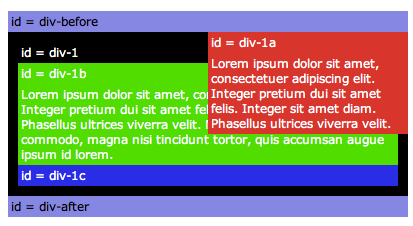 id = div-before
id = div-1
id = div-1a
Lorem ipsum dolor sit amet,
consectetuer adipiscing elit.
Integer pretium dui sit amet
felis. Integer sit amet diam.
Phasellus ultrices viverra velit.
id = div-1b
Lorem ipsum dolor sit amet,
Integer pretium dui sit amet
Phasellus ultrices viverra velit.
commodo, magna nisi tincidunt tortor, quis accumsan augue
ipsum id lorem.
id = div-1c
id = div-after